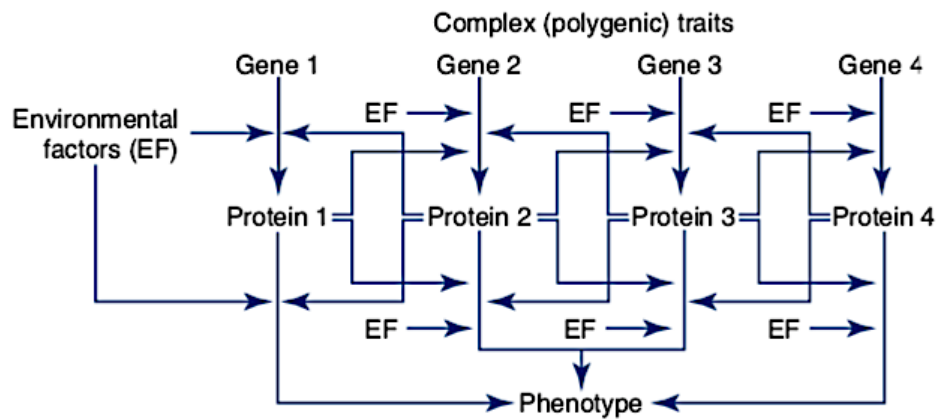 Complex (polygenic) traits
Gene 1 Gene 2 Gene 3 Gene 4
EF EF EF
Environmental
factors (EF)
Protein 1 Protein 2 Protein 3 Protein 4
EF EF EF
Phenotype